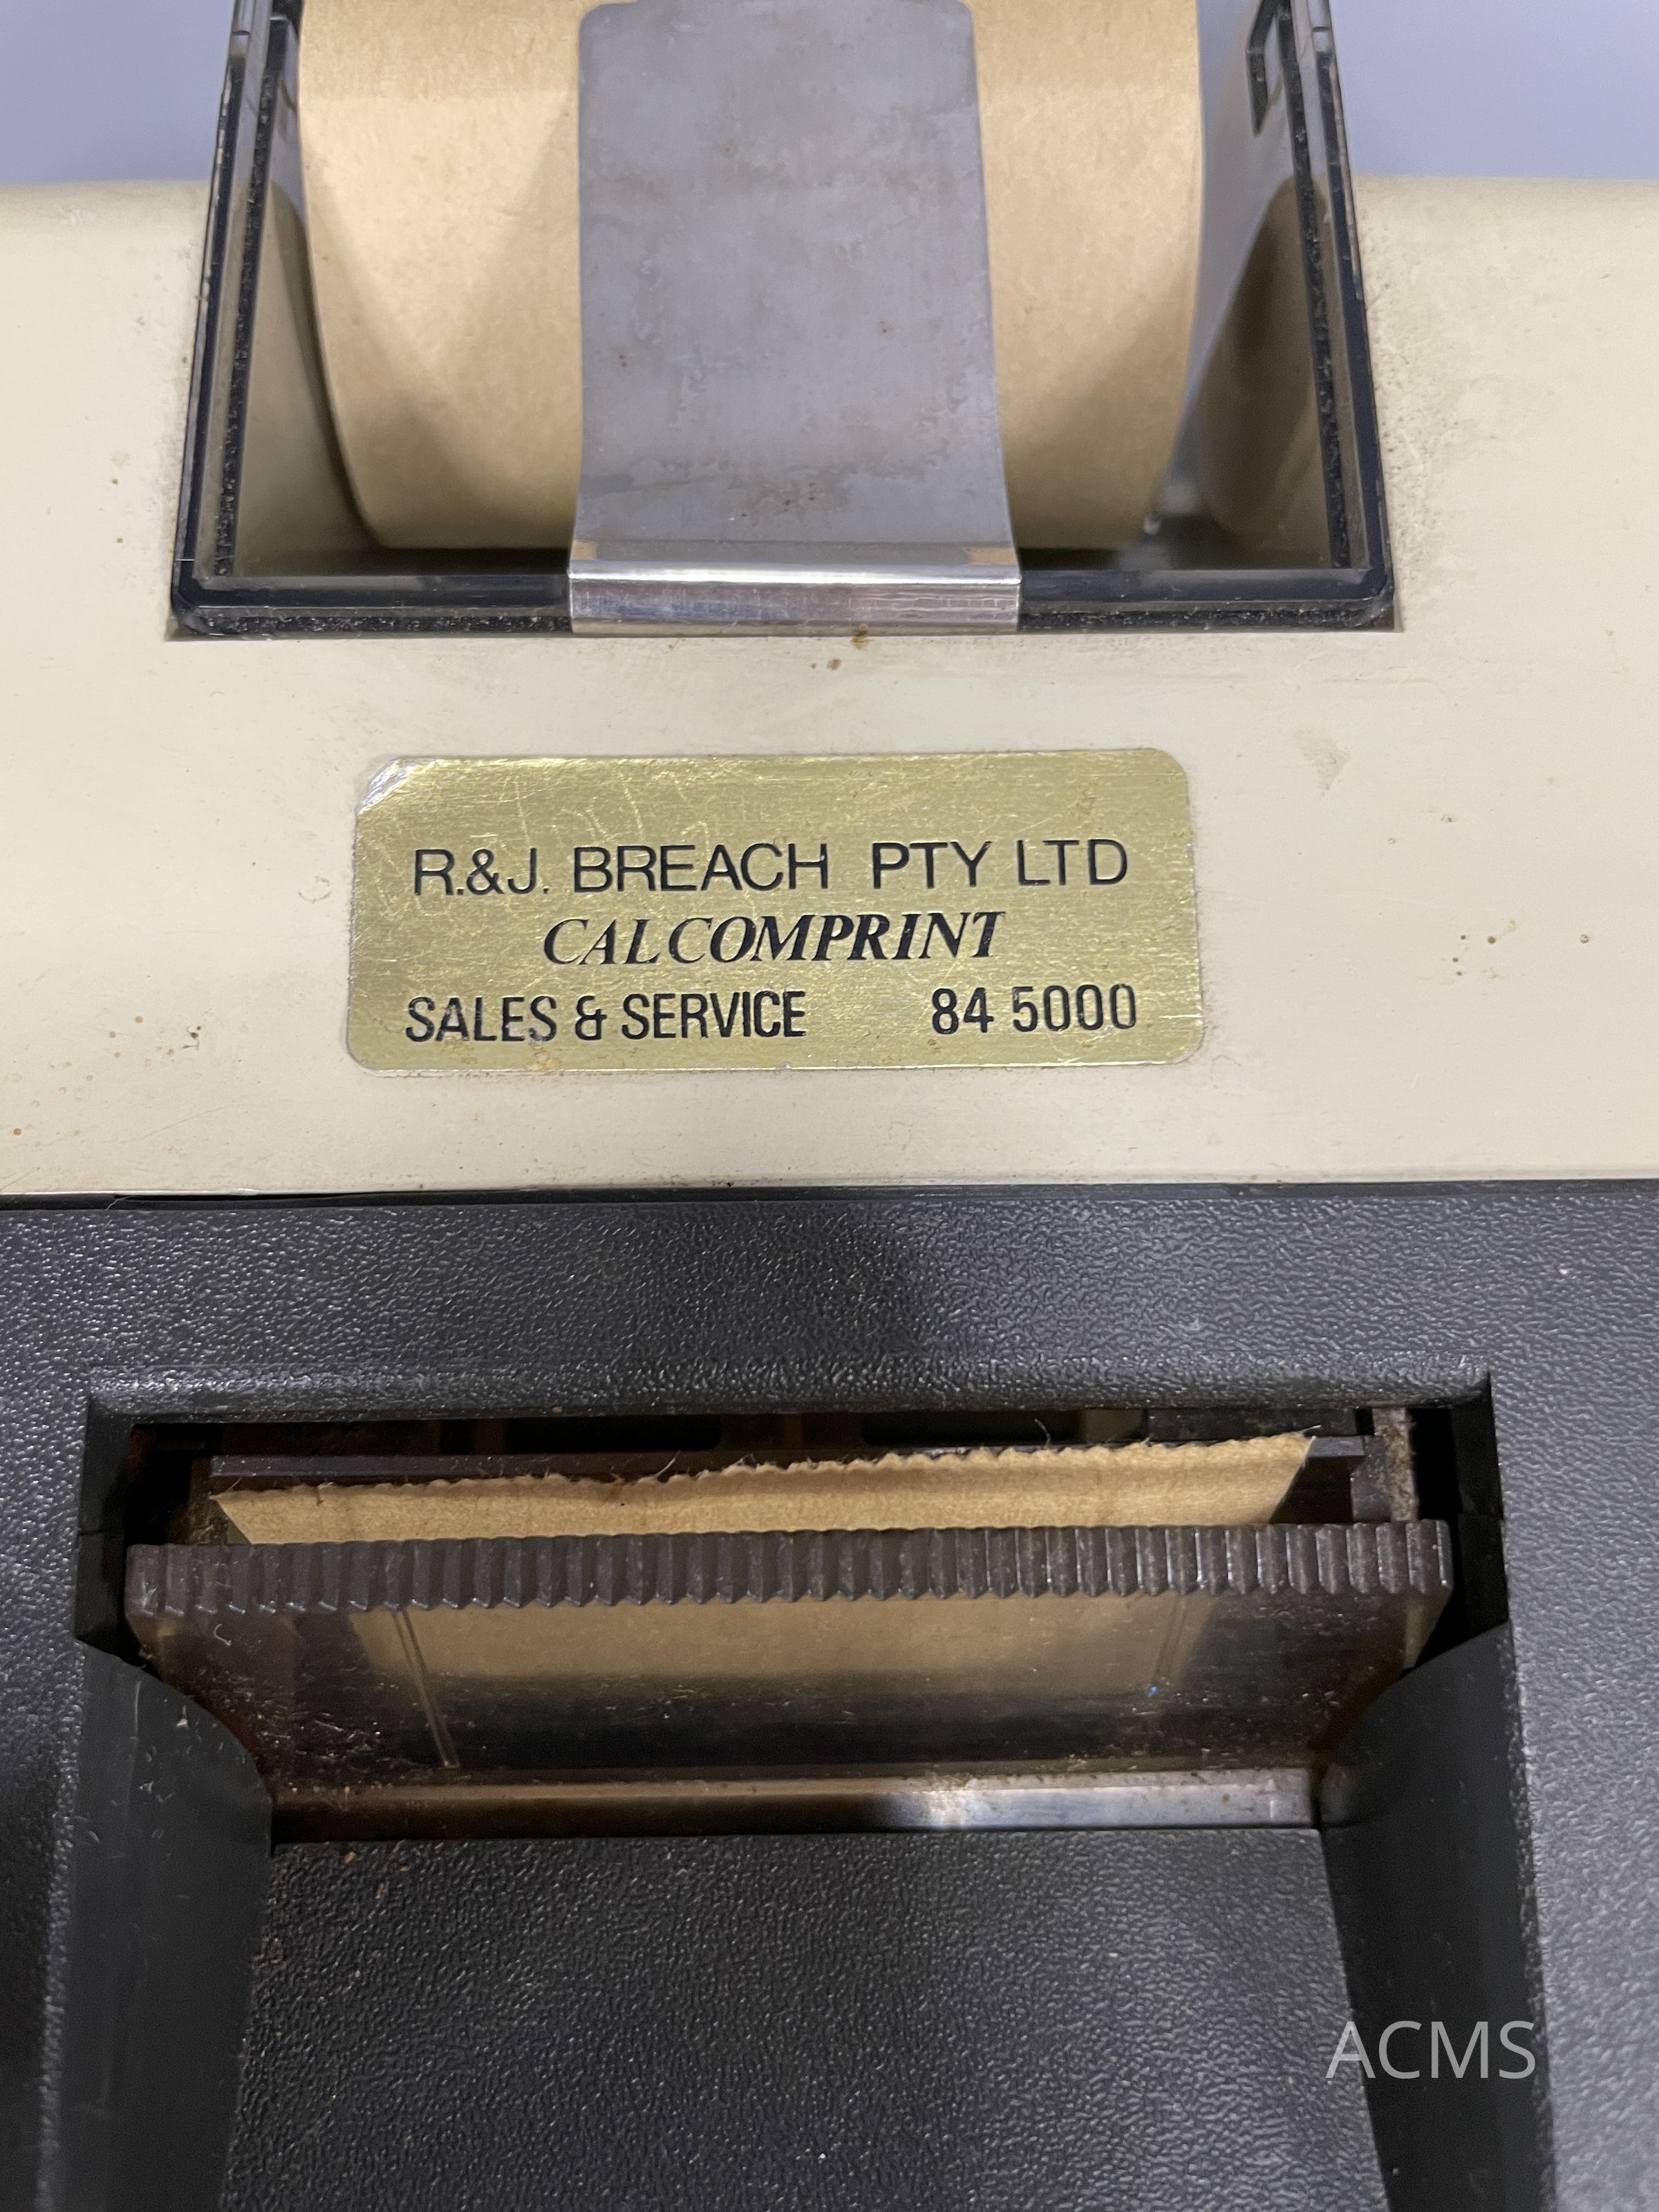 R.&J. BREACH PTY LTD
CALCOMPRINT
SALES & SERVICE 84 5000
ACMS